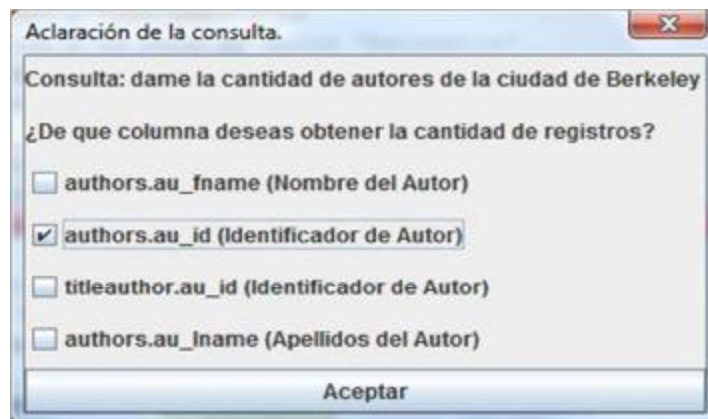 Aclaración de la consulta.
Consulta: dame la cantidad de autores de la ciudad de Berkeley
¿De que columna deseas obtener la cantidad de registros?
authors.au_fname (Nombre del Autor)
authors.au_id (Identificador de Autor)
titleauthor.au_id (Identificador de Autor)
authors.au_lname (Apellidos del Autor)
Aceptar